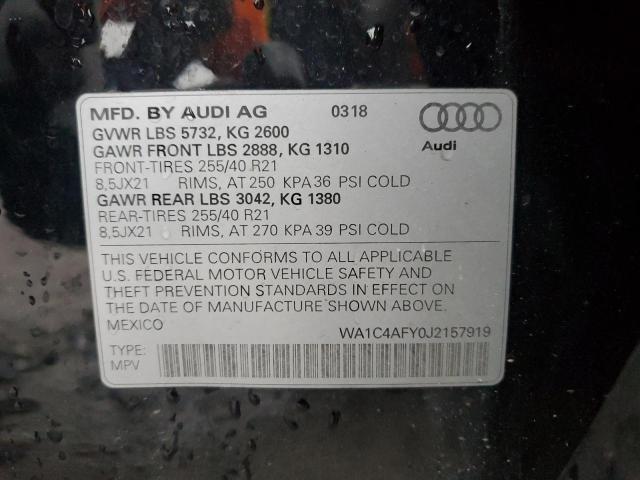 MFD. BY AUDI AG 0318
GVWR LBS 5732, KG 2600
GAWR FRONT LBS 2888, KG 1310
Audi
FRONT-TIRES 255/40 R21
8,5JX21 RIMS, AT 250 KPA 36 PSI COLD
GAWR REAR LBS 3042, KG 1380
REAR-TIRES 255/40 R21
8,5JX21 RIMS, AT 270 KPA 39 PSI COLD
THIS VEHICLE CONFORMS TO ALL APPLICABLE
U.S. FEDERAL MOTOR VEHICLE SAFETY AND
THEFT PREVENTION STANDARDS IN EFFECT ON
THE DATE OF MANUFACTURE SHOWN ABOVE.
MEXICO WA1C4AFY0J2157919
TYPE:
MPV